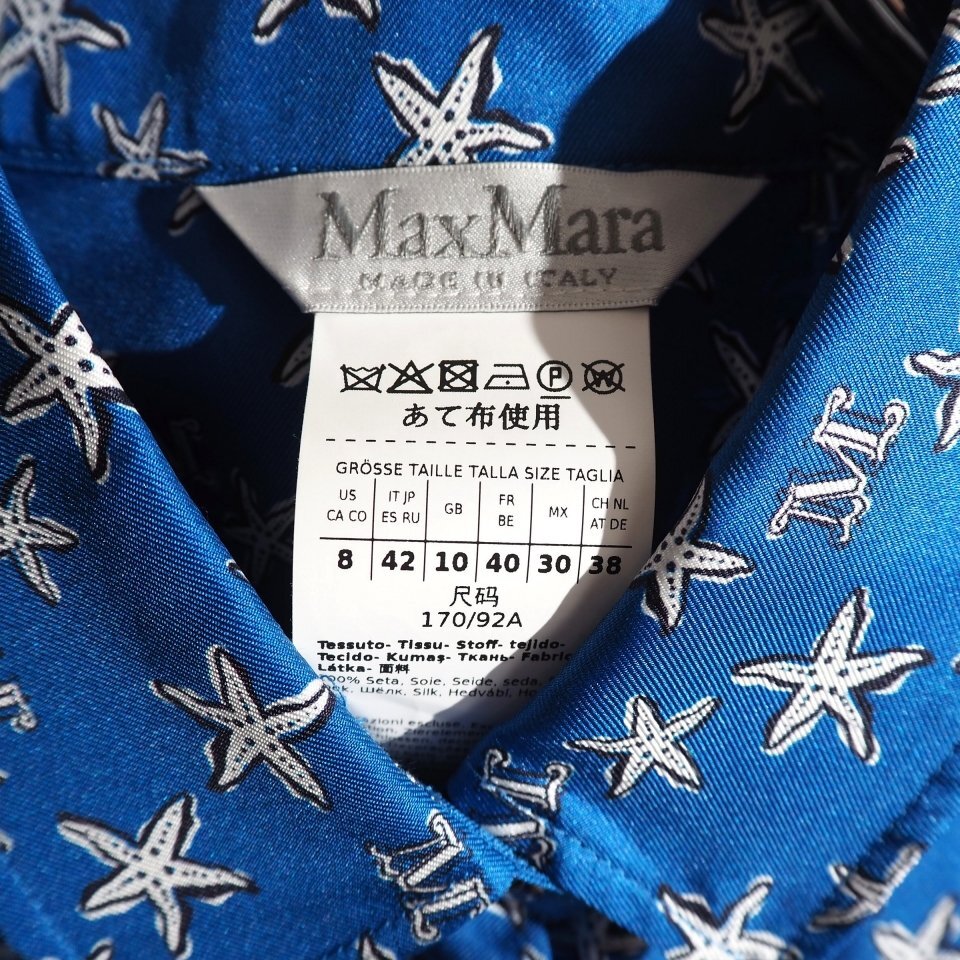 MaxMara
MADE IN ITALY
P
W
あて布使用
GRÖSSE TAILLE TALLA SIZE TAGLIA
US IT JP GB FR MX CH NL
CA CO ES RU BE AT DE
8 42 10 40 30 38
尺码
170/92A
Tessuto- Tissu- Stoff- tejido-
Tecido- Kumaş- Ткань- Fabric
Látka- 面料
100% Seta, Soie, Seide, seda,
Шёлк, Silk, Hedvábí,
escluse.
M
M
M